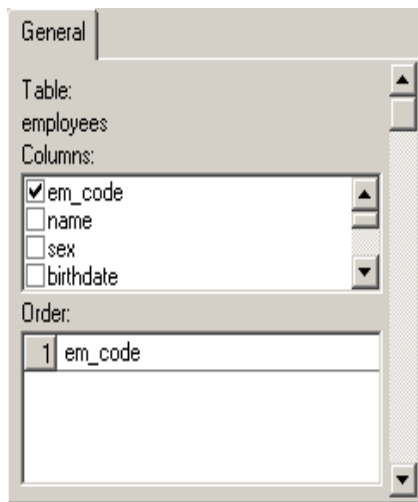 General
Table:
employees
Columns:
em_code
name
sex
birthdate
Order:
1 em_code